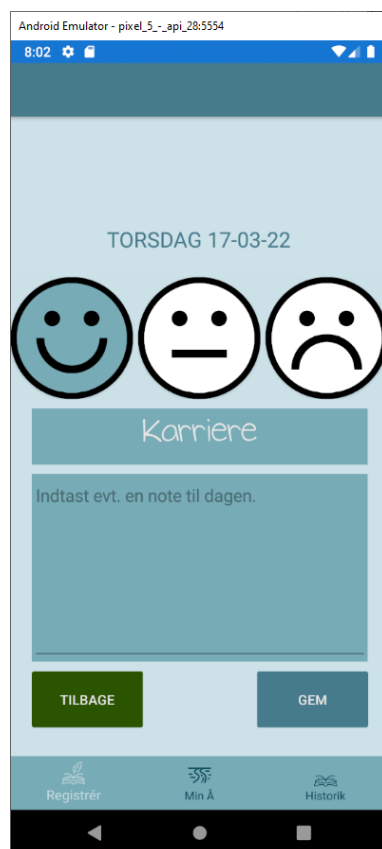 Android Emulator - pixel_5_-_api_28:5554
8:02
TORSDAG 17-03-22
Karriere
Indtast evt. en note til dagen.
TILBAGE
GEM
Registrér
Min Å
Historik